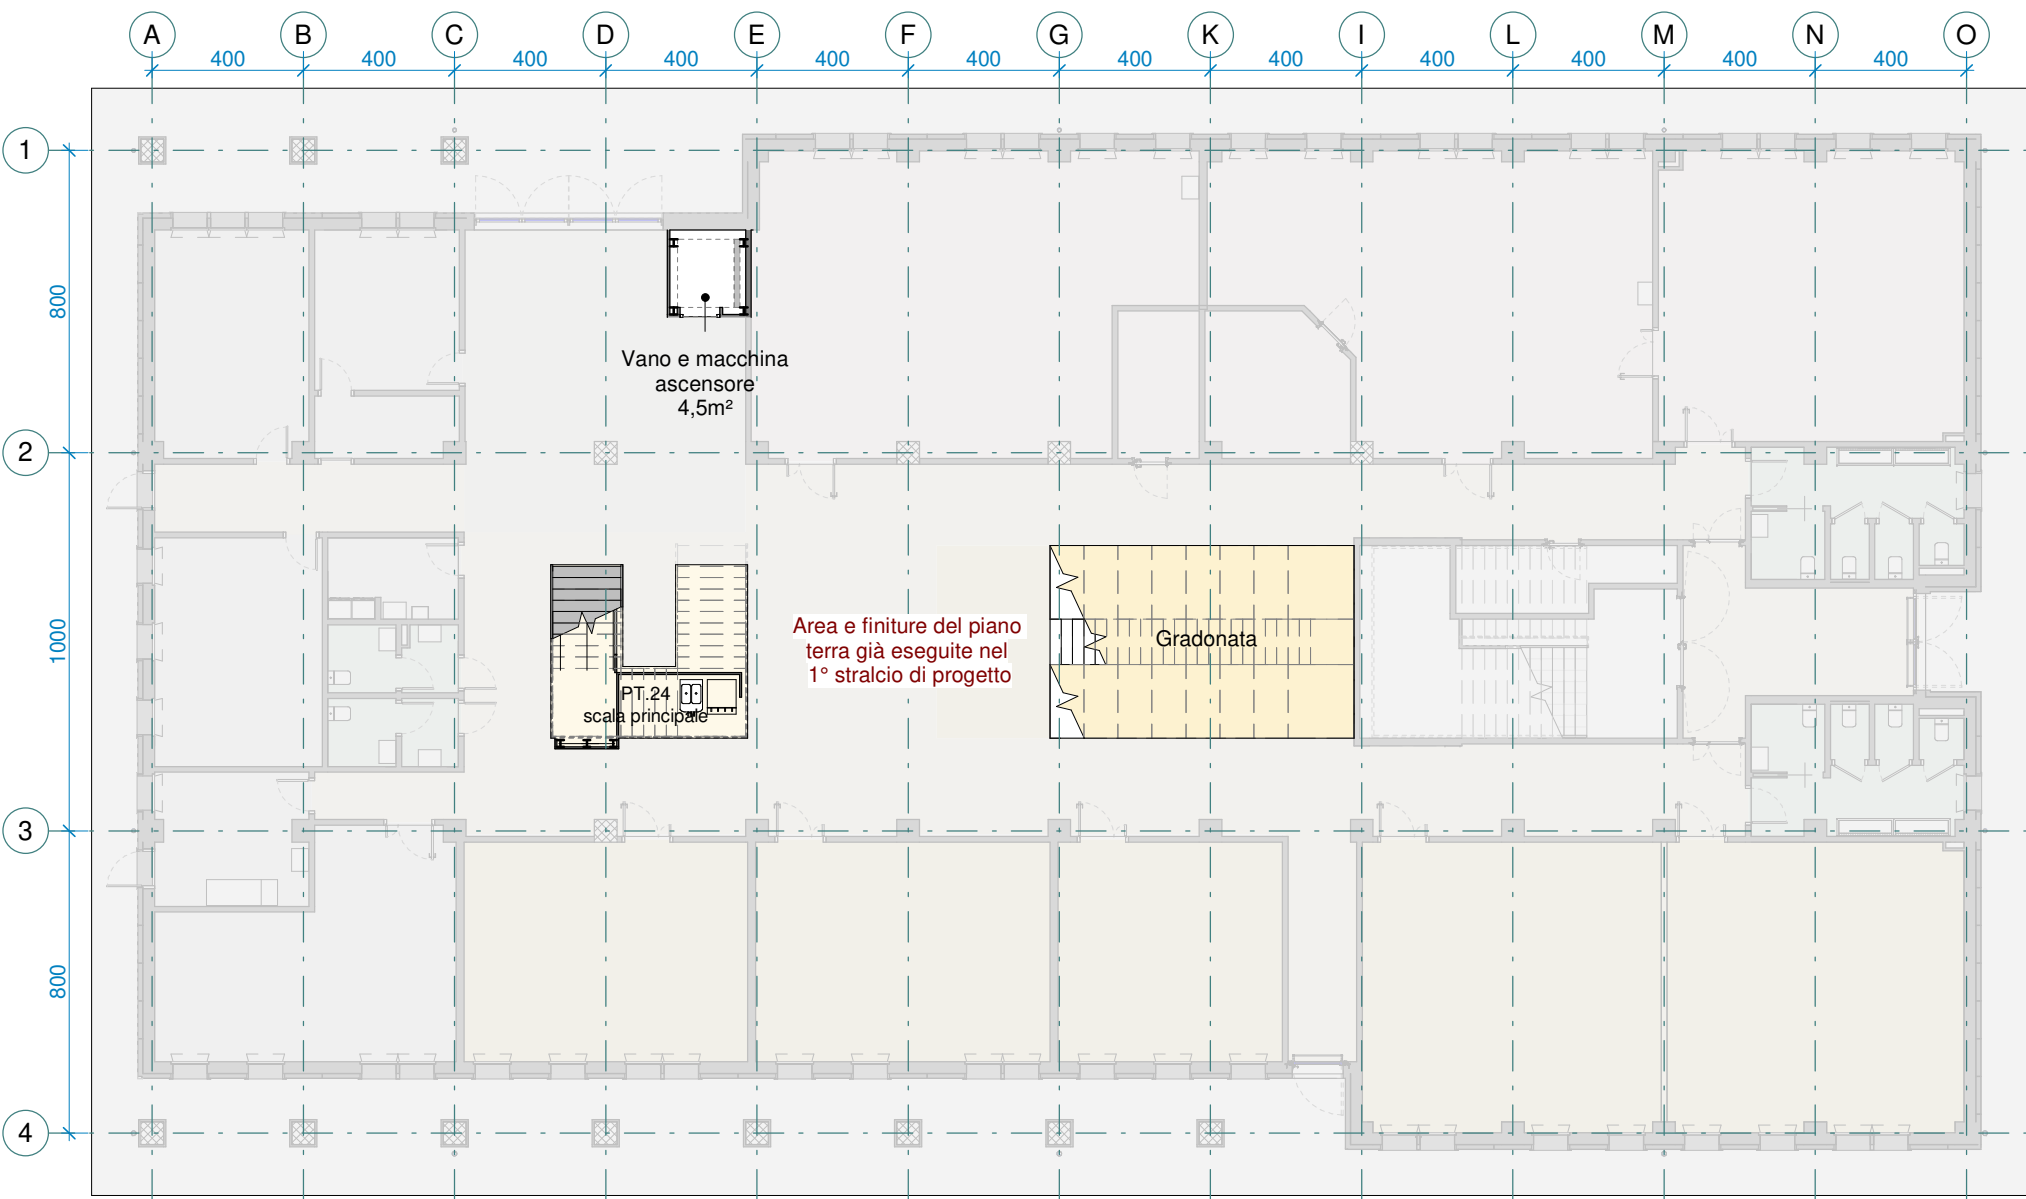 A B C D E F G K I L M N O
400 400 400 400 400 400 400 400 400 400 400 400
1
800
Vano e macchina
ascensore
4,5m²
2
1000
Area e finiture del piano
terra già eseguite nel
1° stralcio di progetto
Gradonata
PT.24
scala principale
3
800
4